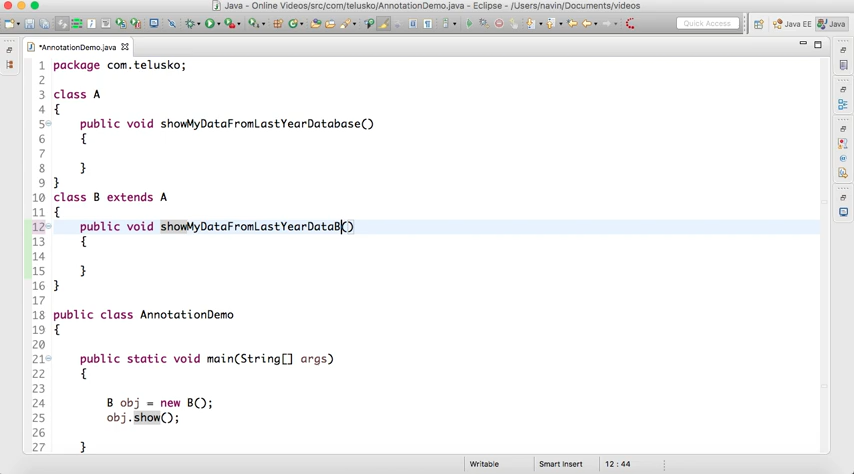 Java - Online Videos/src/com/telusko/AnnotationDemo.java - Eclipse - /Users/navin/Documents/videos
Quick Access
Java EE
Java
*AnnotationDemo.java
1 package com.telusko;
2
3 class A
4 {
5 public void showMyDataFromLastYearDatabase()
6 {
7
8 }
9 }
10 class B extends A
11 {
12 public void showMyDataFromLastYearDataB()
13 {
14
15 }
16 }
17
18 public class AnnotationDemo
19 {
20
21 public static void main(String[] args)
22 {
23
24 B obj = new B();
25 obj.show();
26
27 }
Writable
Smart Insert
12 : 44